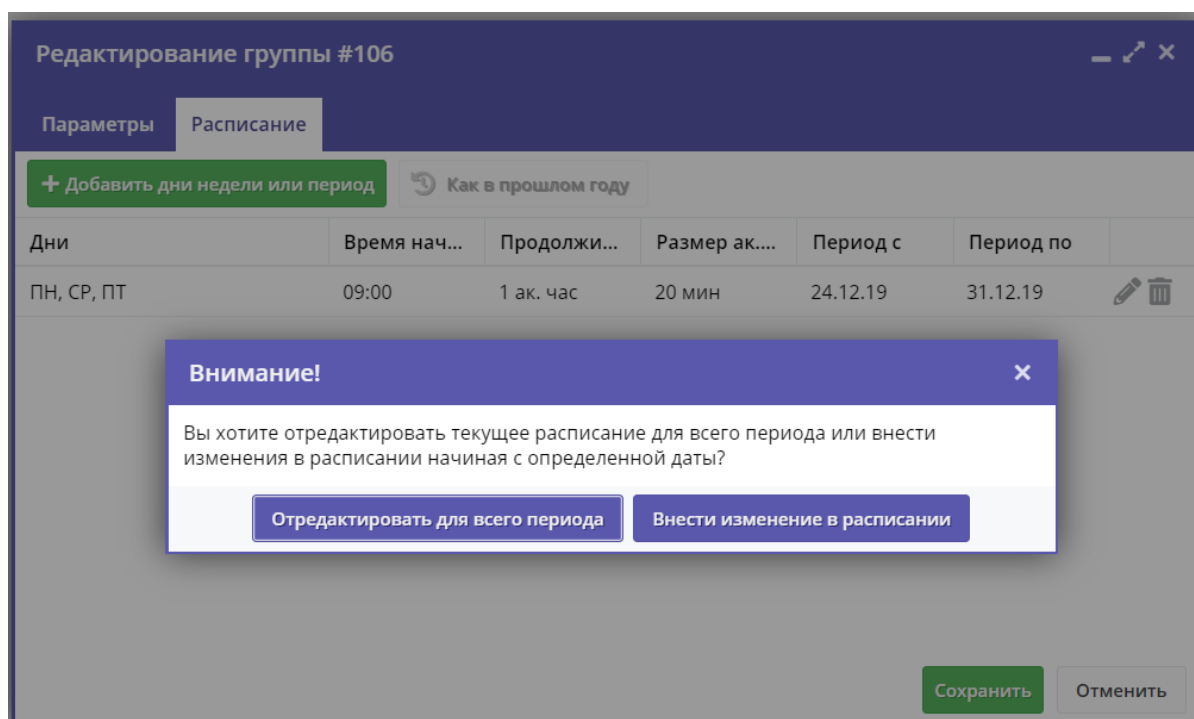 Редактирование группы #106
Параметры Расписание
Добавить дни недели или период Как в прошлом году
Дни Время нач... Продолжи... Размер ак.... Период с Период по
ПН, СР, ПТ 09:00 1 ак. час 20 мин 24.12.19 31.12.19
Внимание!
Вы хотите отредактировать текущее расписание для всего периода или внести
изменения в расписании начиная с определенной даты?
Отредактировать для всего периода Внести изменение в расписании
Сохранить Отменить